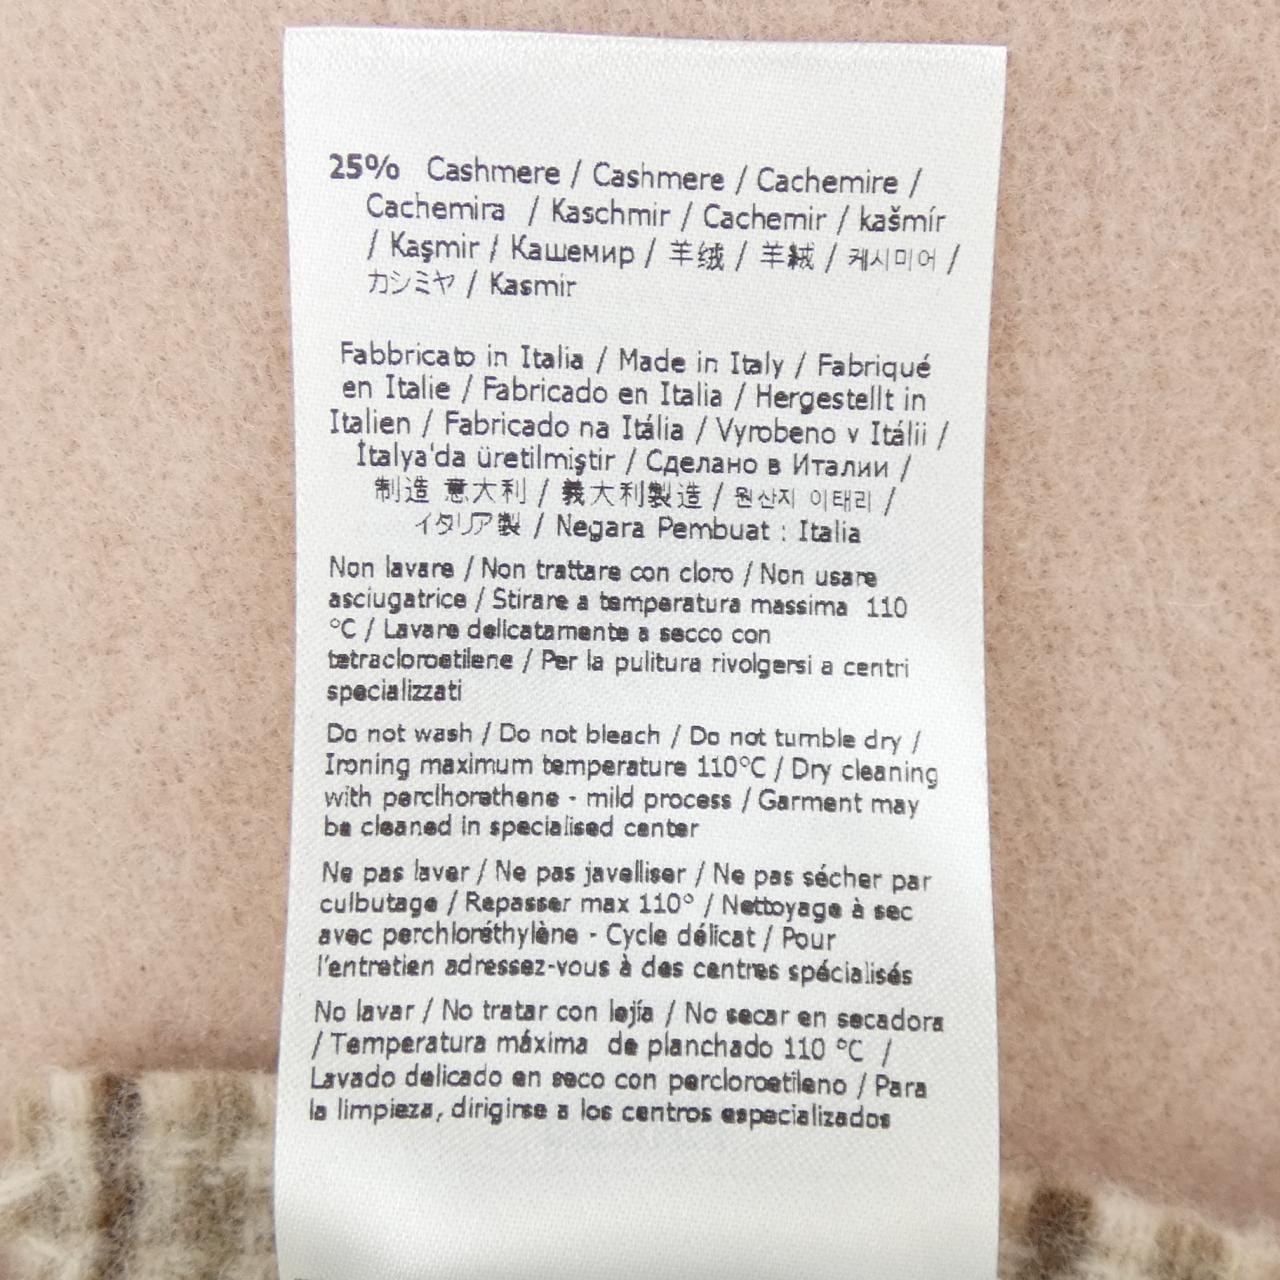 25% Cashmere / Cashmere / Cachemire /
Cachemira / Kaschmir / Cachemir / kašmír
/ Kaşmir / Кашемир / 羊绒 / 羊絨 / 케시미어 /
カシミヤ / Kasmir
Fabbricato in Italia / Made in Italy / Fabriqué
en Italie / Fabricado en Italia / Hergestellt in
Italien / Fabricado na Itália / Vyrobeno v Itálii /
İtalya'da üretilmiştir / Сделано в Италии /
制造 意大利 / 義大利製造 / 원산지 이태리 /
イタリア製 / Negara Pembuat : Italia
Non lavare / Non trattare con cloro / Non usare
asciugatrice / Stirare a temperatura massima 110
°C / Lavare delicatamente a secco con
tetracloroetilene / Per la pulitura rivolgersi a centri
specializzati
Do not wash / Do not bleach / Do not tumble dry /
Ironing maximum temperature 110°C / Dry cleaning
with perclhorethene - mild process / Garment may
be cleaned in specialised center
Ne pas laver / Ne pas javelliser / Ne pas sécher par
culbutage / Repasser max 110° / Nettoyage à sec
avec perchloréthylène - Cycle délicat / Pour
l'entretien adressez-vous à des centres spécialisés
No lavar / No tratar con lejía / No secar en secadora
/ Temperatura máxima de planchado 110 °C /
Lavado delicado en seco con percloroetileno / Para
la limpieza, dirigirse a los centros especializados